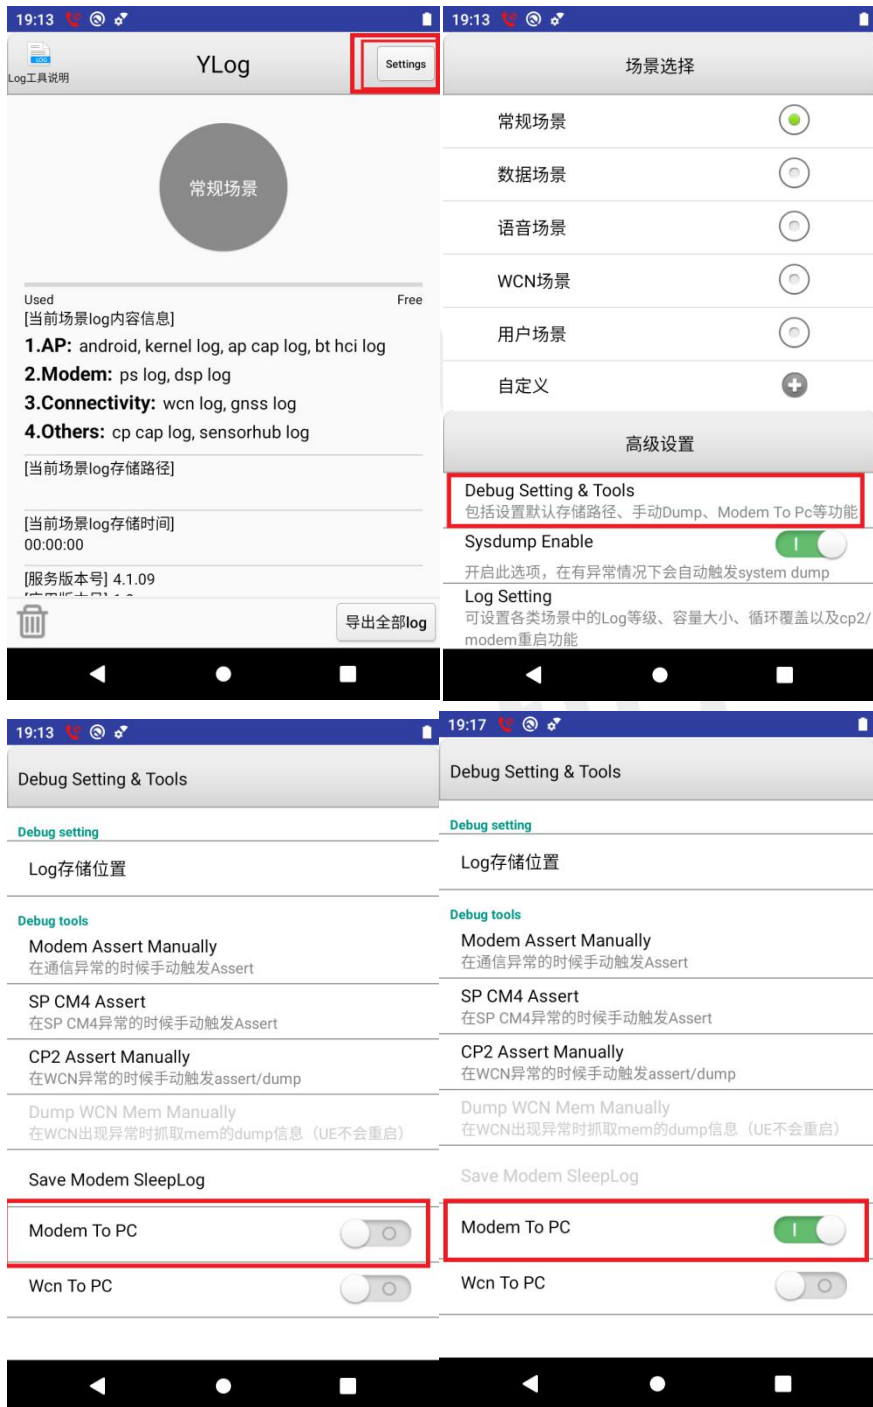 19:13
Log工具说明
YLog
Settings
常规场景
Used
Free
[当前场景log内容信息]
1.AP: android, kernel log, ap cap log, bt hci log
2.Modem: ps log, dsp log
3.Connectivity: wcn log, gnss log
4.Others: cp cap log, sensorhub log
[当前场景log存储路径]
[当前场景log存储时间]
00:00:00
[服务版本号] 4.1.09
导出全部log
19:13
场景选择
常规场景
数据场景
语音场景
WCN场景
用户场景
自定义
高级设置
Debug Setting & Tools
包括设置默认存储路径、手动Dump、Modem To Pc等功能
Sysdump Enable
开启此选项，在有异常情况下会自动触发system dump
Log Setting
可设置各类场景中的Log等级、容量大小、循环覆盖以及cp2/
modem重启功能
19:13
Debug Setting & Tools
Debug setting
Log存储位置
Debug tools
Modem Assert Manually
在通信异常的时候手动触发Assert
SP CM4 Assert
在SP CM4异常的时候手动触发Assert
CP2 Assert Manually
在WCN异常的时候手动触发assert/dump
Dump WCN Mem Manually
在WCN出现异常时抓取mem的dump信息（UE不会重启）
Save Modem SleepLog
Modem To PC
Wcn To PC
19:17
Debug Setting & Tools
Debug setting
Log存储位置
Debug tools
Modem Assert Manually
在通信异常的时候手动触发Assert
SP CM4 Assert
在SP CM4异常的时候手动触发Assert
CP2 Assert Manually
在WCN异常的时候手动触发assert/dump
Dump WCN Mem Manually
在WCN出现异常时抓取mem的dump信息（UE不会重启）
Save Modem SleepLog
Modem To PC
Wcn To PC